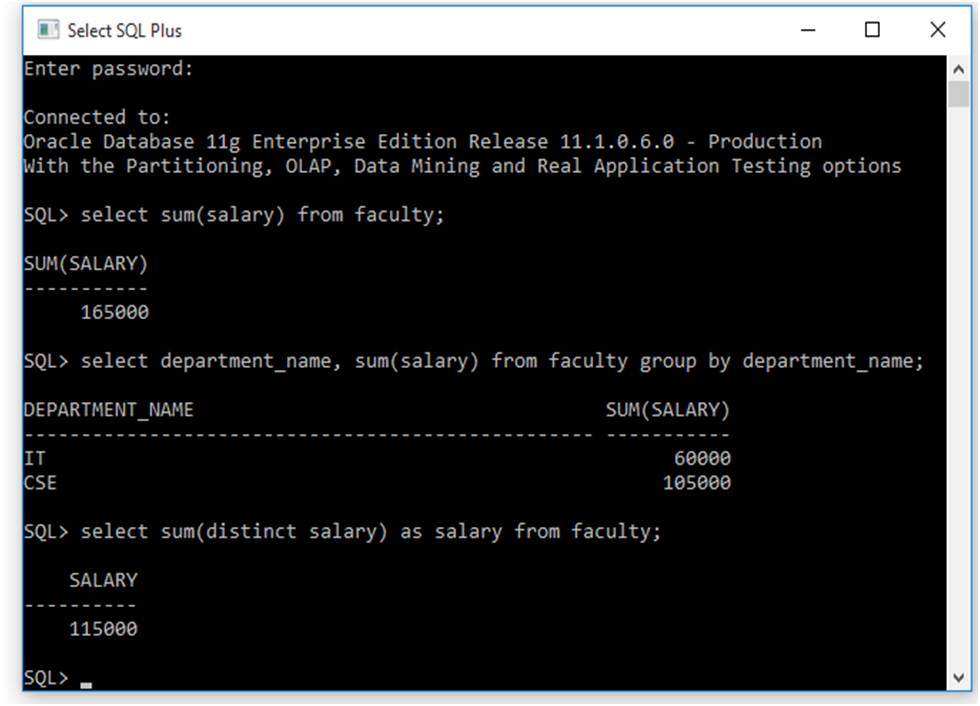 Select SQL Plus
Enter password:
Connected to:
Oracle Database 11g Enterprise Edition Release 11.1.0.6.0 - Production
With the Partitioning, OLAP, Data Mining and Real Application Testing options
SQL> select sum(salary) from faculty;
SUM(SALARY)
-----------
165000
SQL> select department_name, sum(salary) from faculty group by department_name;
DEPARTMENT_NAME SUM(SALARY)
-------------------------------------------------- -----------
IT 60000
CSE 105000
SQL> select sum(distinct salary) as salary from faculty;
SALARY
----------
115000
SQL> _